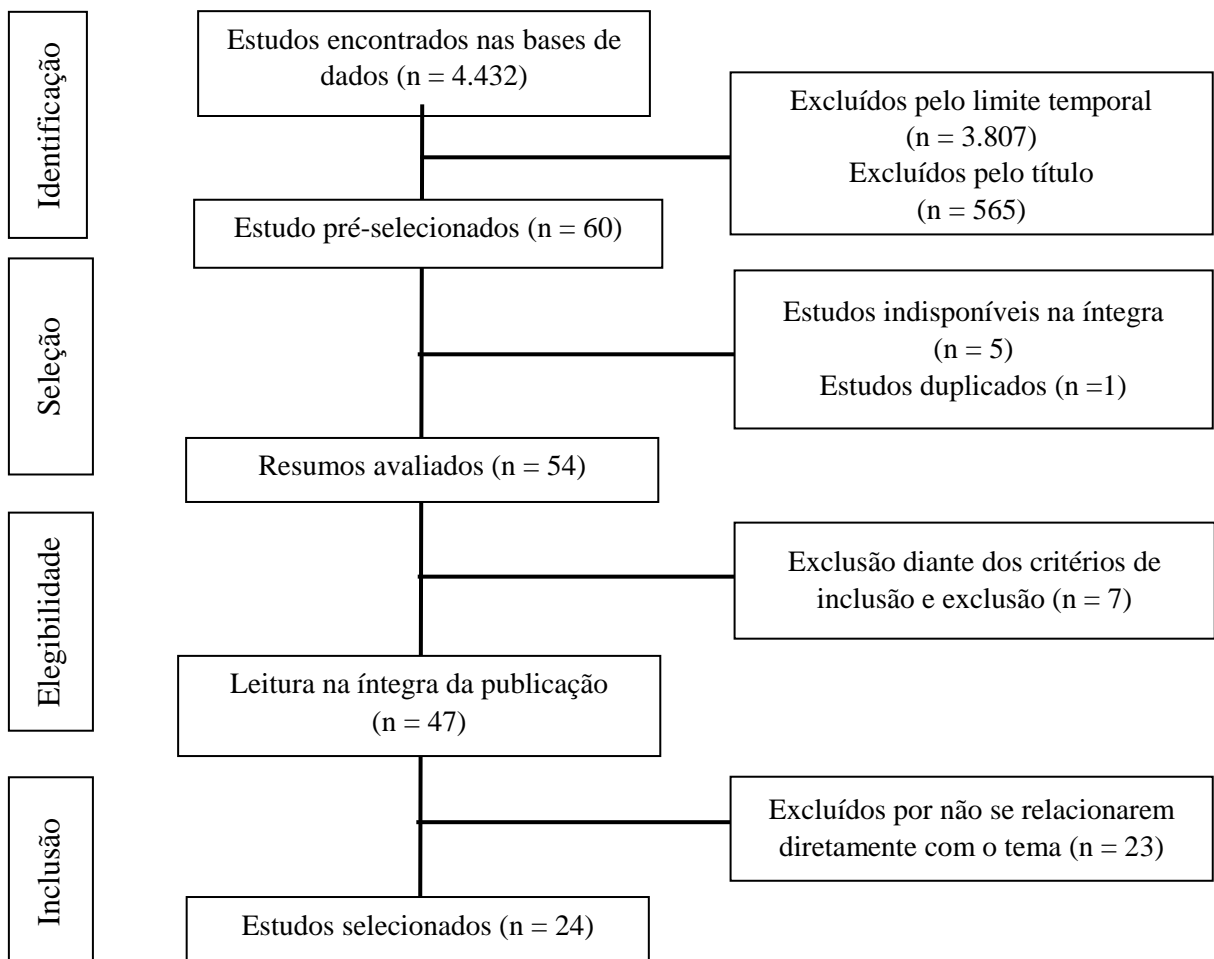 Identificação
Estudos encontrados nas bases de
dados (n = 4.432)
Excluídos pelo limite temporal
(n = 3.807)
Excluídos pelo título
(n = 565)
Estudo pré-selecionados (n = 60)
Seleção
Estudos indisponíveis na íntegra
(n = 5)
Estudos duplicados (n =1)
Resumos avaliados (n = 54)
Elegibilidade
Exclusão diante dos critérios de
inclusão e exclusão (n = 7)
Leitura na íntegra da publicação
(n = 47)
Inclusão
Excluídos por não se relacionarem
diretamente com o tema (n = 23)
Estudos selecionados (n = 24)